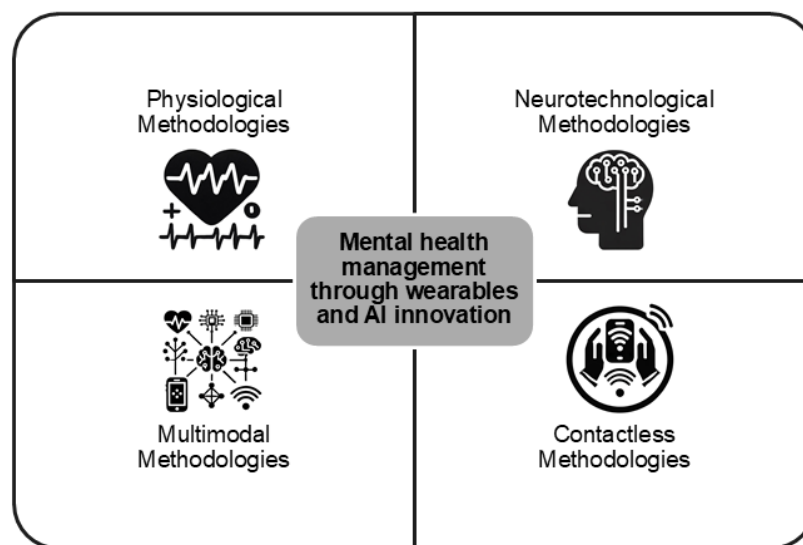 Physiological
Methodologies
Neurotechnological
Methodologies
Mental health
management
through wearables
and AI innovation
Multimodal
Methodologies
Contactless
Methodologies